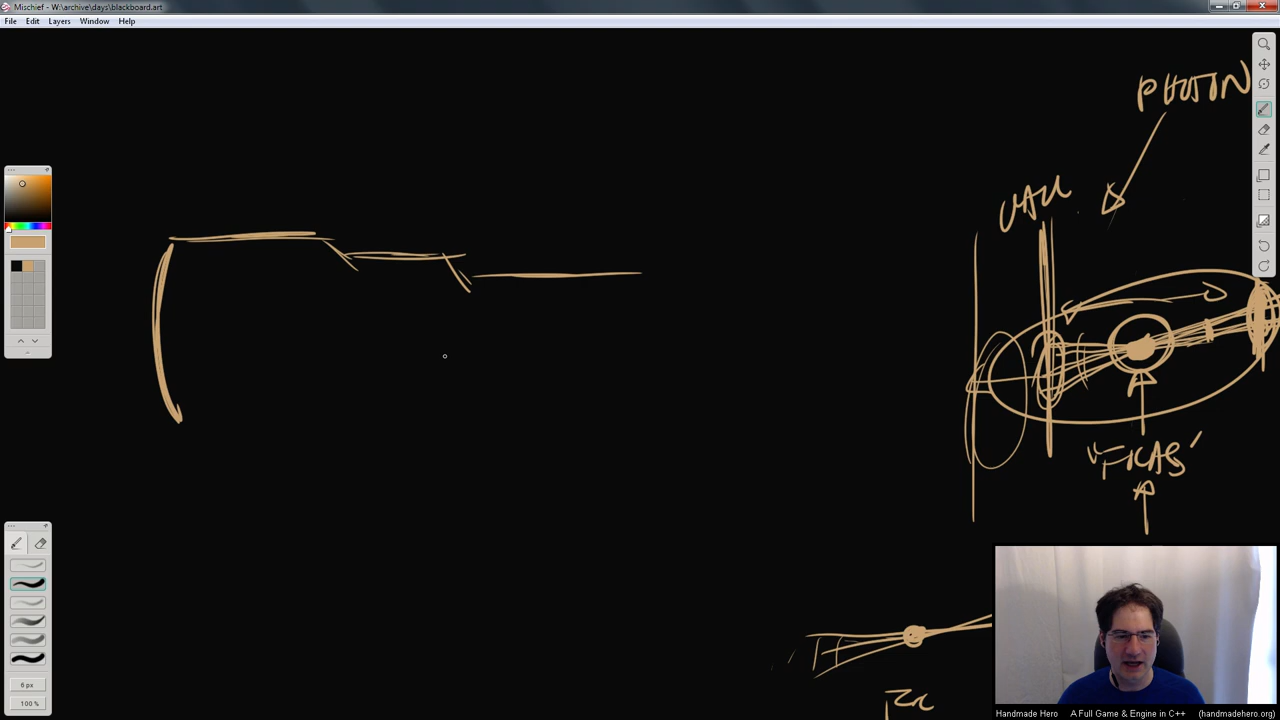 Mischief - W:\archive\days\blackboard.art
File Edit Layers Window Help
PHOTON
6 px
100 %
Handmade Hero A Full Game & Engine in C++ (handmadehero.org)